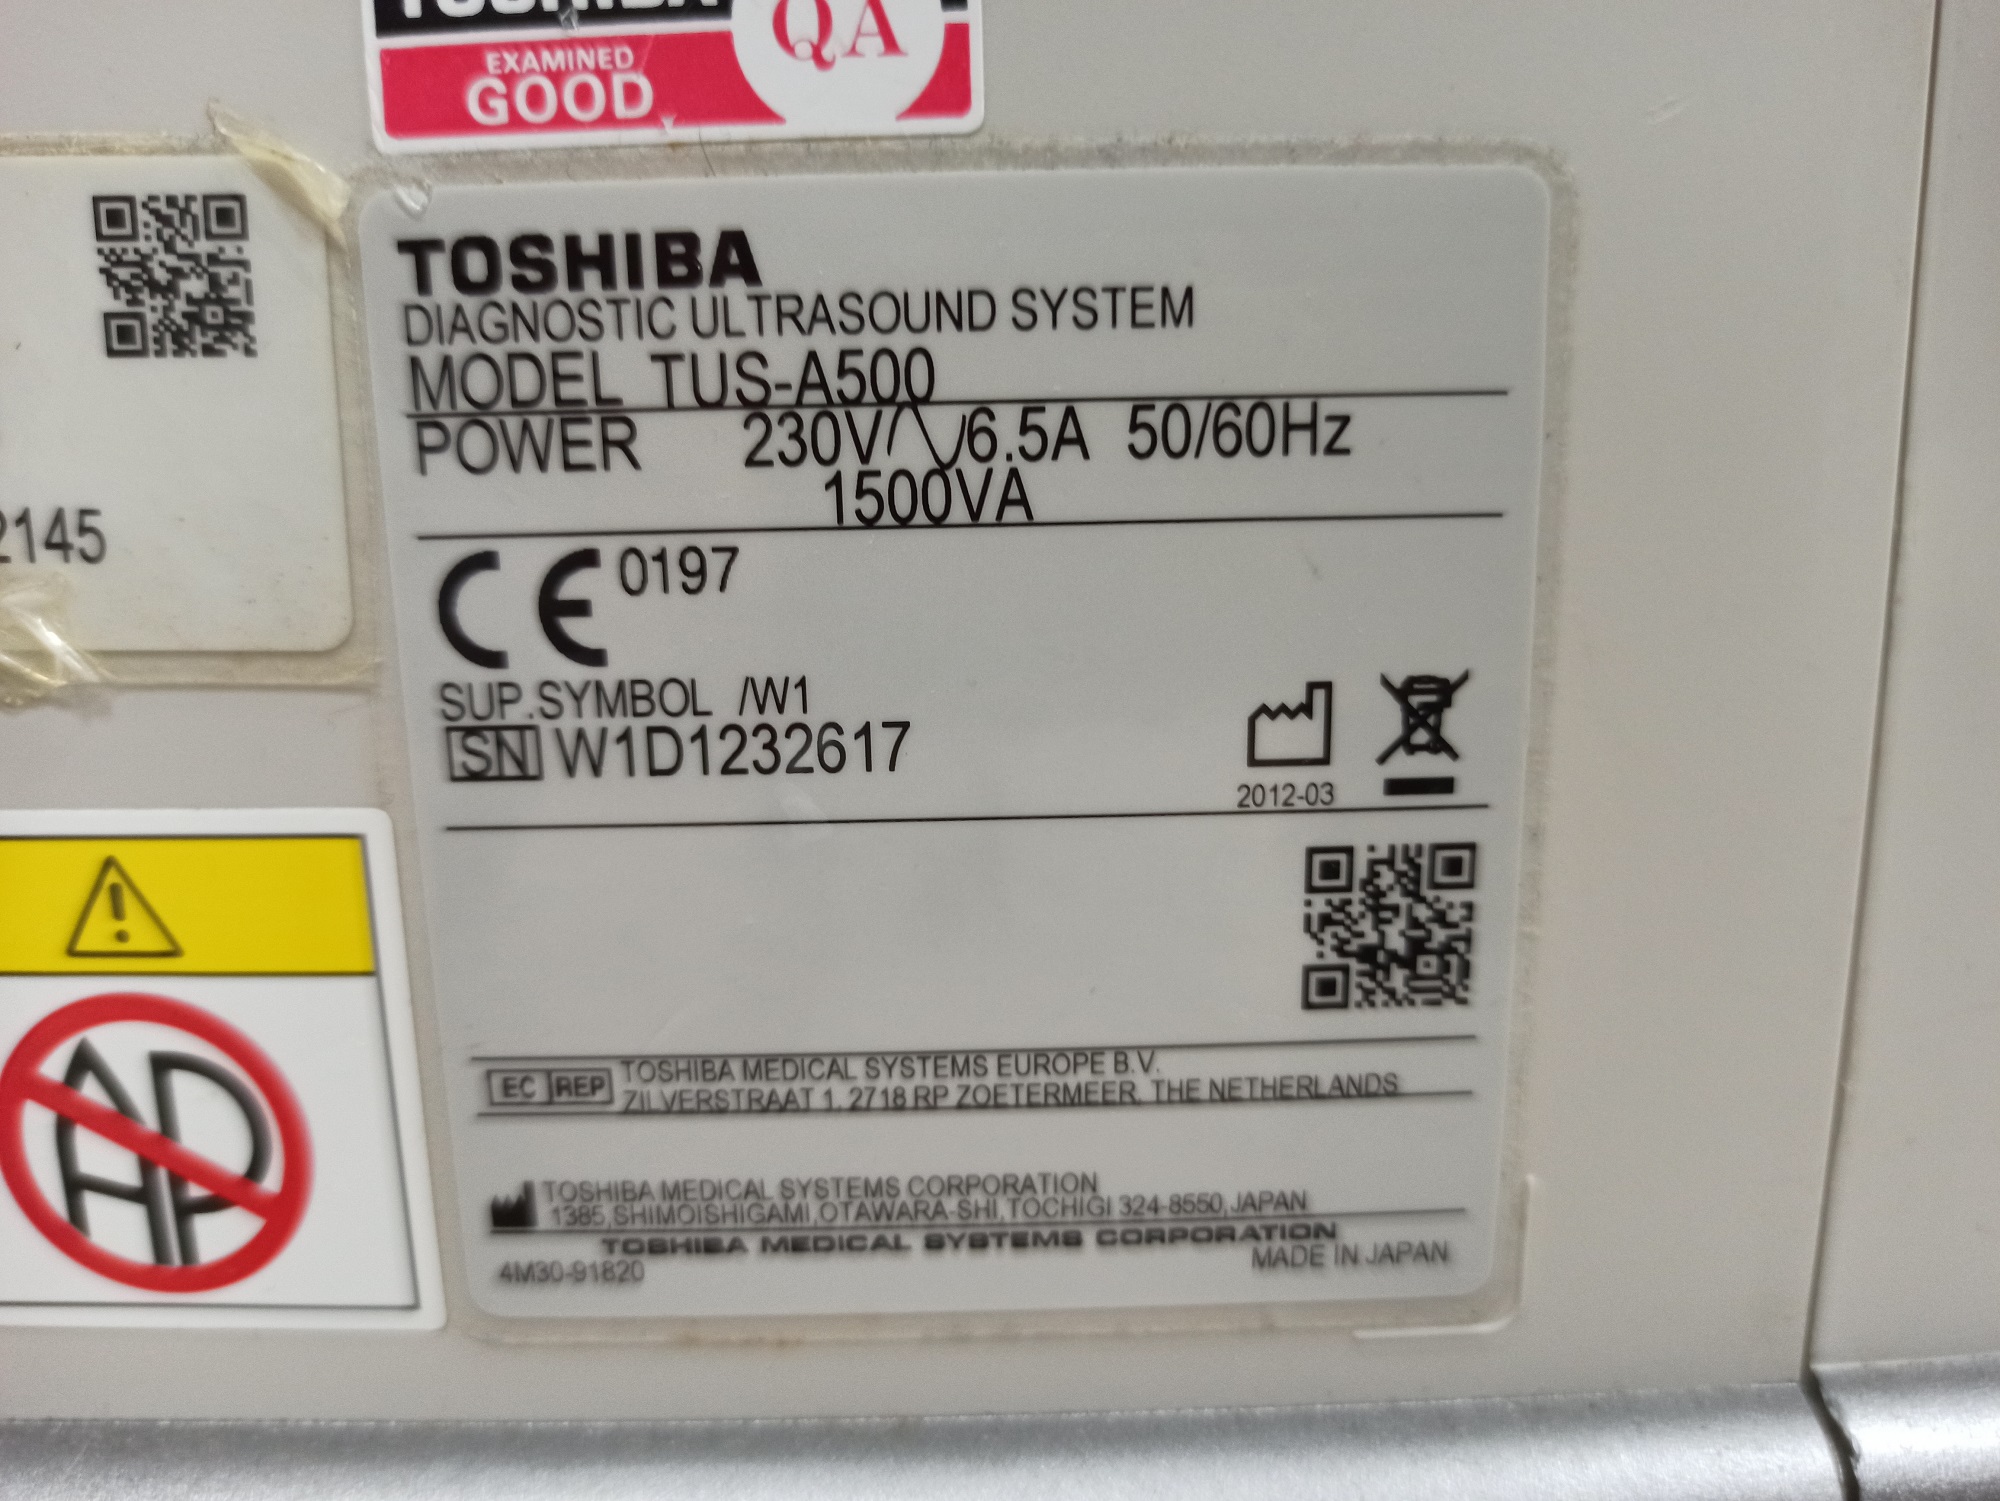 TOSHIBA
QA
EXAMINED
GOOD
2145
TOSHIBA
DIAGNOSTIC ULTRASOUND SYSTEM
MODEL TUS-A500
POWER 230V 6.5A 50/60Hz
1500VA
CE 0197
SUP.SYMBOL /W1
SN W1D1232617
2012-03
AP
EC REP TOSHIBA MEDICAL SYSTEMS EUROPE B.V.
ZILVERSTRAAT 1, 2718 RP ZOETERMEER, THE NETHERLANDS
TOSHIBA MEDICAL SYSTEMS CORPORATION
1385,SHIMOISHIGAMI,OTAWARA-SHI,TOCHIGI 324-8550,JAPAN
TOSHIBA MEDICAL SYSTEMS CORPORATION
4M30-91820 MADE IN JAPAN